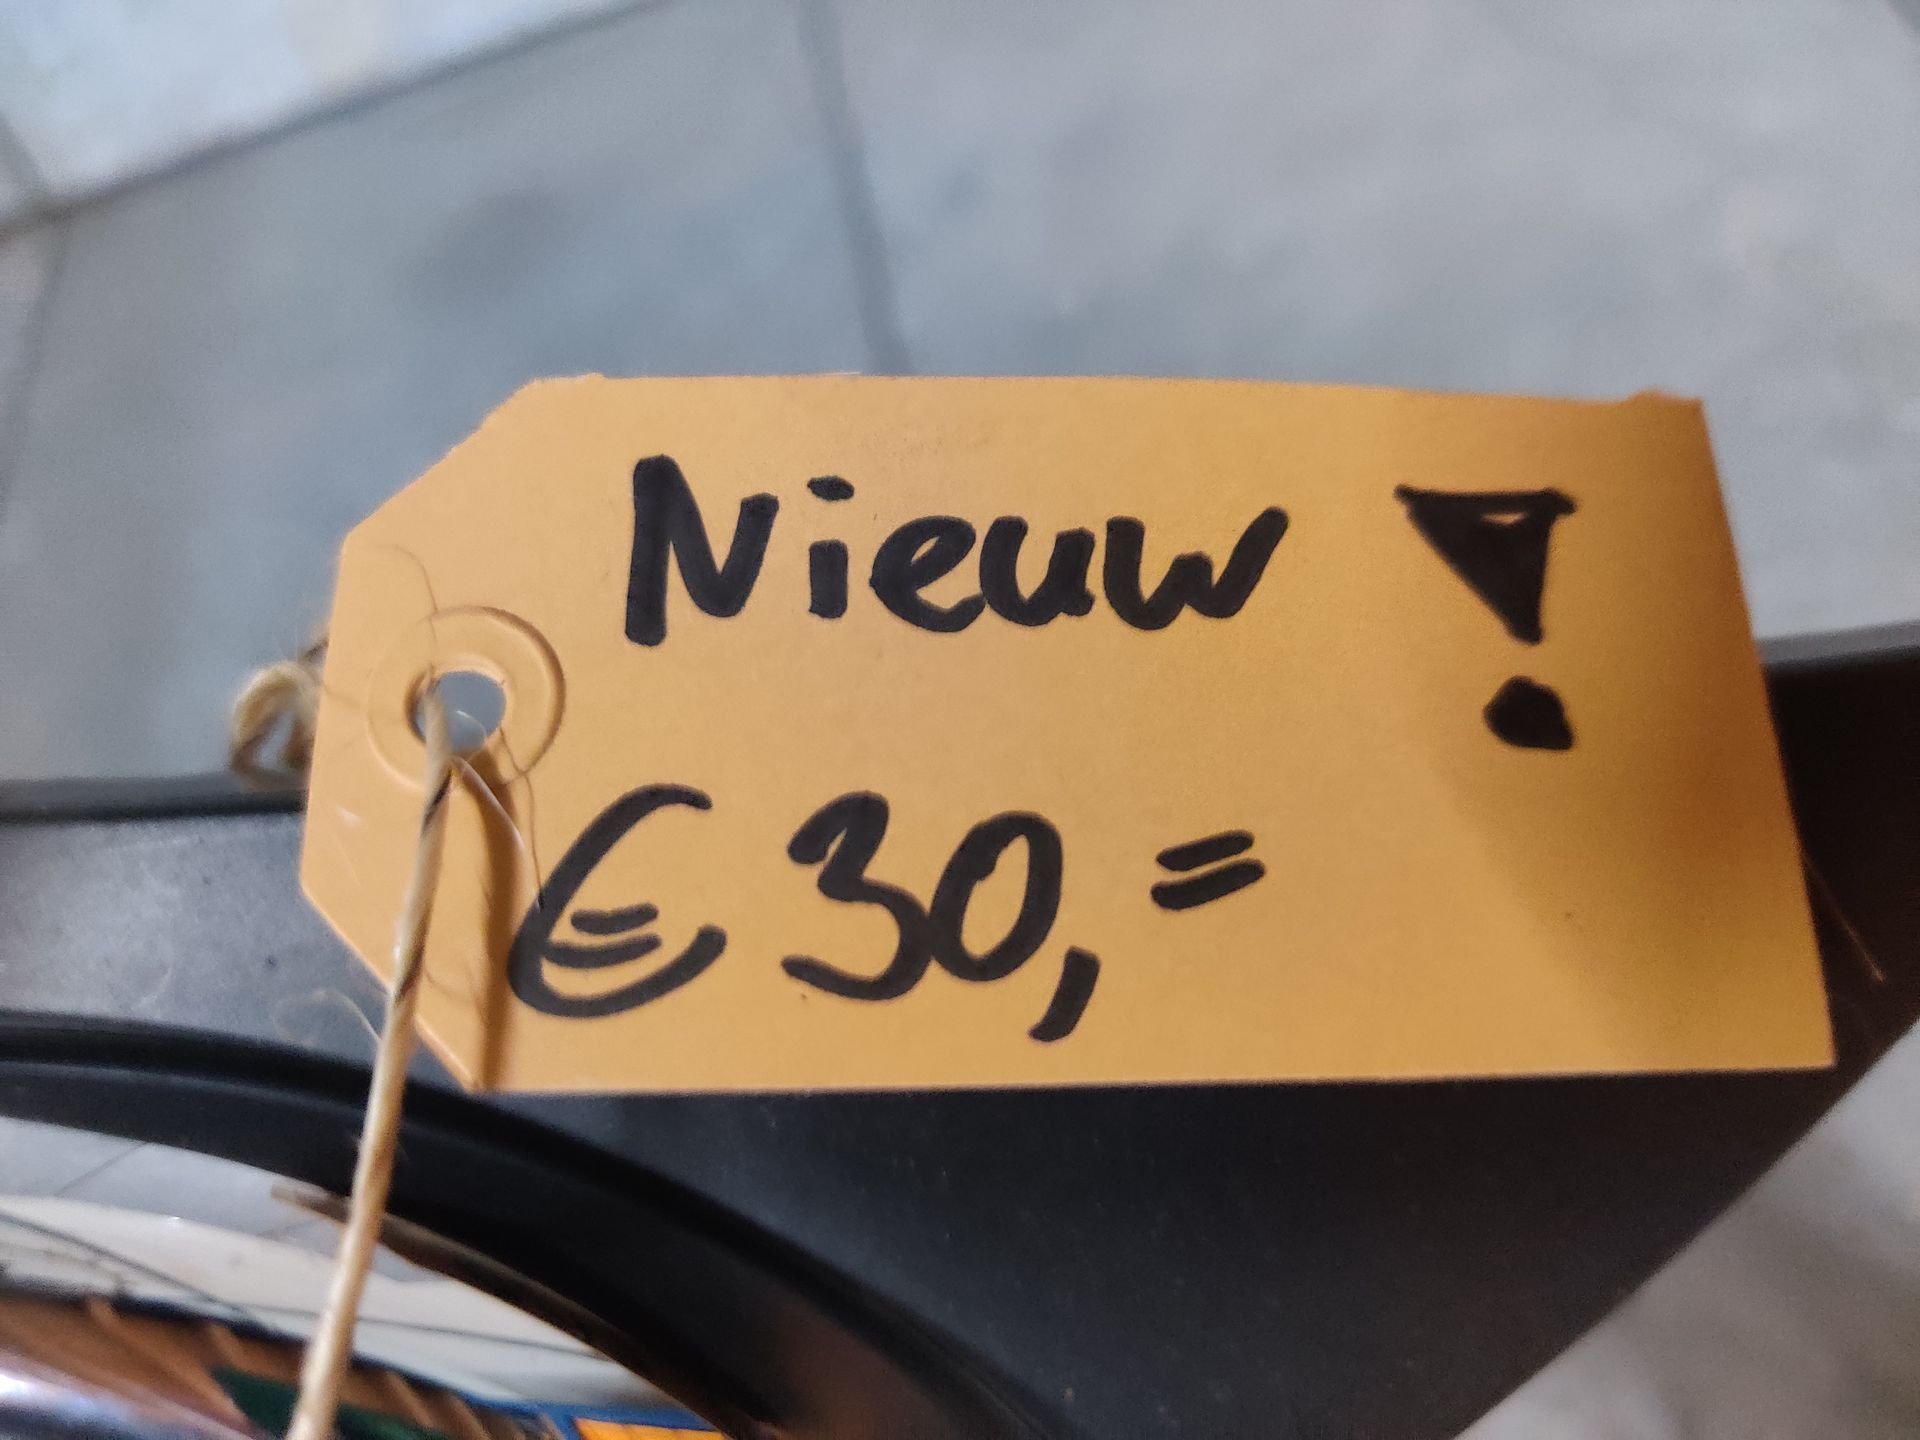 Nieuw !
€ 30,=